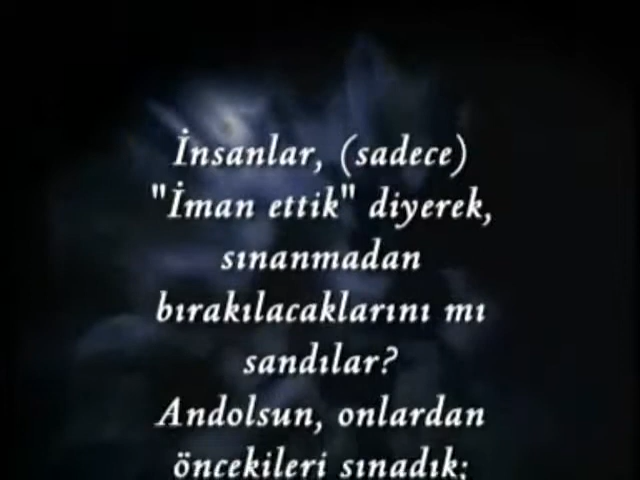 İnsanlar, (sadece)
"İman ettik" diyerek,
sınanmadan
bırakılacaklarını mı
sandılar?
Andolsun, onlardan
öncekileri sınadık;